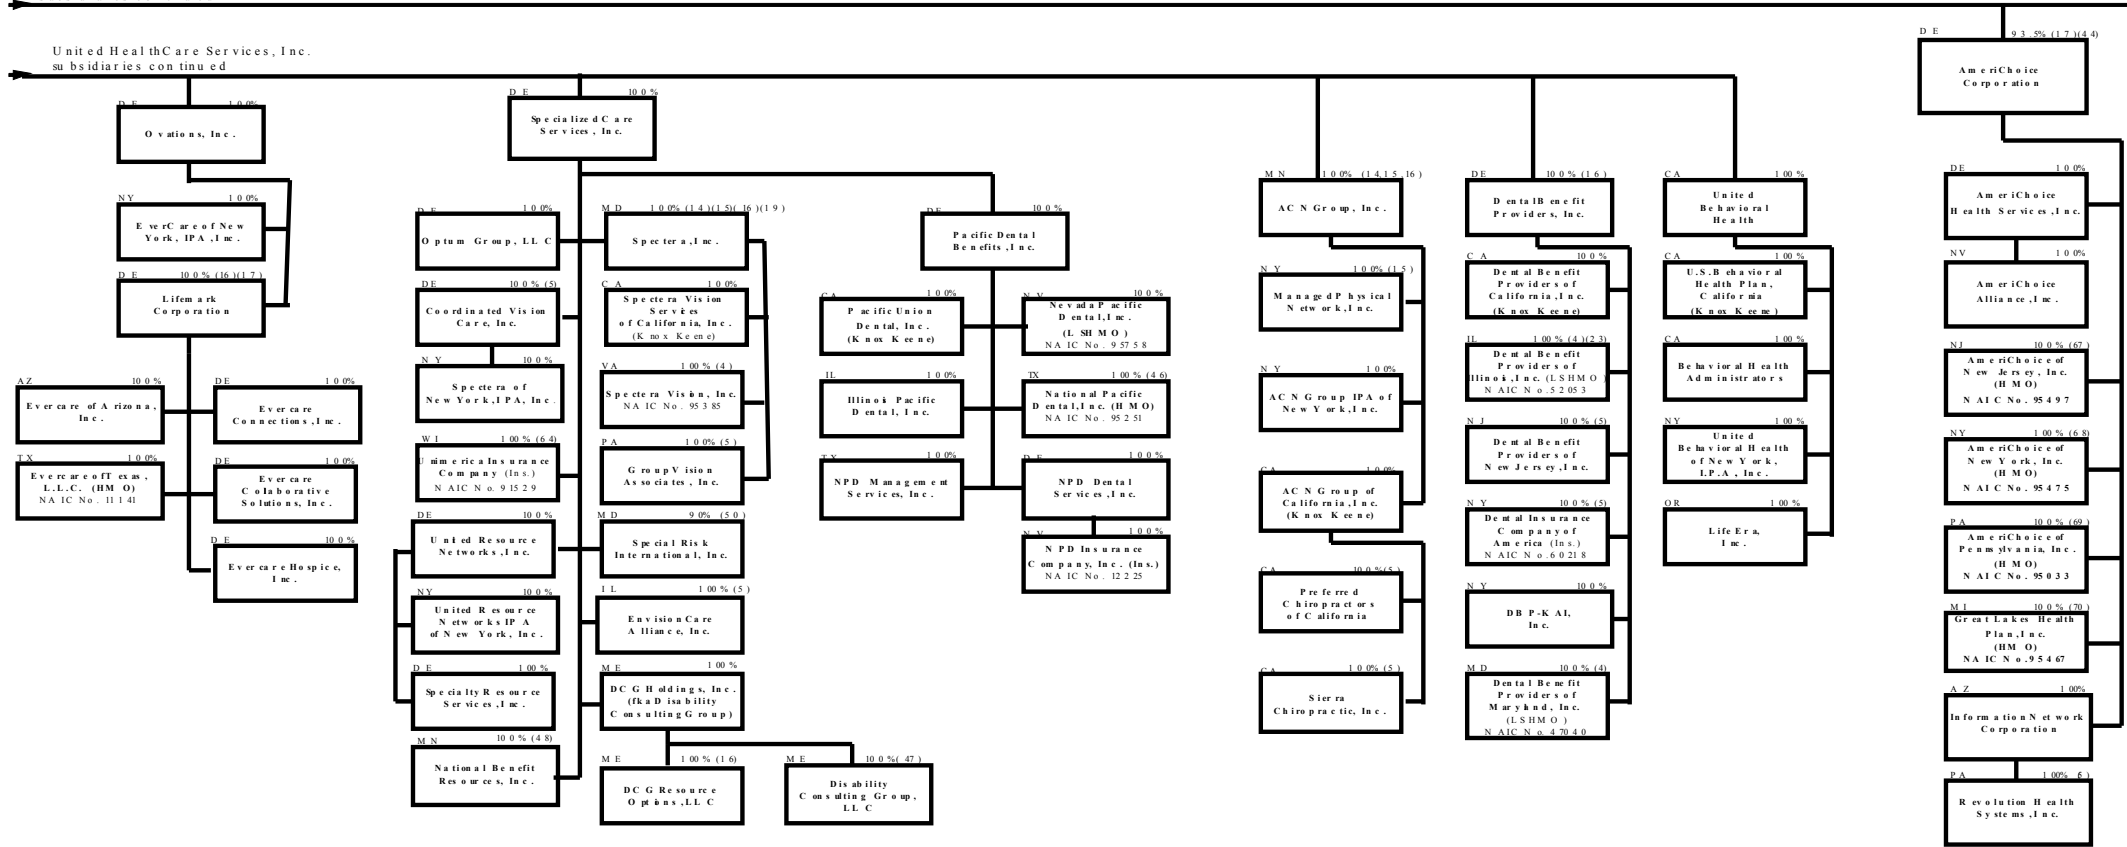 United HealthCare Services, Inc.
subsidiaries continued
DE 100%
Ovations, Inc.
NY 100%
EverCare of New
York, IPA, Inc.
DE 100% (16)(17)
Lifemark
Corporation
AZ 100%
Evercare of Arizona,
Inc.
DE 100%
Evercare
Connections, Inc.
TX 100%
Evercare of Texas,
L.L.C. (HMO)
NAIC No. 11141
DE 100%
Evercare
Collaborative
Solutions, Inc.
DE 100%
Evercare Hospice,
Inc.
DE 100%
Specialized Care
Services, Inc.
DE 100%
Optum Group, LLC
MD 100% (14)(15)(16)(19)
Spectera, Inc.
DE 100% (5)
Coordinated Vision
Care, Inc.
CA 100%
Spectera Vision
Services
of California, Inc.
(Knox Keene)
NY 100%
Spectera of
New York, IPA, Inc.
VA 100% (4)
Spectera Vision, Inc.
NAIC No. 95385
WI 100% (64)
Unimerica Insurance
Company (Ins.)
NAIC No. 91529
PA 100% (5)
Group Vision
Associates, Inc.
DE 100%
United Resource
Networks, Inc.
MD 90% (50)
Special Risk
International, Inc.
NY 100%
United Resource
Networks IPA
of New York, Inc.
IL 100% (5)
Envision Care
Alliance, Inc.
DE 100%
Specialty Resource
Services, Inc.
ME 100%
DCG Holdings, Inc.
(fka Disability
Consulting Group)
MN 100% (48)
National Benefit
Resources, Inc.
ME 100% (16)
DCG Resource
Options, LLC
ME 100% (47)
Disability
Consulting Group,
LLC
DE 100%
Pacific Dental
Benefits, Inc.
CA 100%
Pacific Union
Dental, Inc.
(Knox Keene)
NV 100%
Nevada Pacific
Dental, Inc.
(LSHMO)
NAIC No. 95758
IL 100%
Illinois Pacific
Dental, Inc.
TX 100% (46)
National Pacific
Dental, Inc. (HMO)
NAIC No. 95251
TX 100%
NPD Management
Services, Inc.
DE 100%
NPD Dental
Services, Inc.
NV 100%
NPD Insurance
Company, Inc. (Ins.)
NAIC No. 12225
MN 100% (14,15,16)
ACN Group, Inc.
NY 100% (15)
Managed Physical
Network, Inc.
NY 100%
ACN Group IPA of
New York, Inc.
CA 100%
ACN Group of
California, Inc.
(Knox Keene)
CA 100% (5)
Preferred
Chiropractors
of California
CA 100% (5)
Sierra
Chiropractic, Inc.
DE 100% (16)
Dental Benefit
Providers, Inc.
CA 100%
Dental Benefit
Providers of
California, Inc.
(Knox Keene)
IL 100% (4)(23)
Dental Benefit
Providers of
Illinois, Inc. (LSHMO)
NAIC No. 52053
NJ 100% (5)
Dental Benefit
Providers of
New Jersey, Inc.
NY 100% (5)
Dental Insurance
Company of
America (Ins.)
NAIC No. 60218
NY 100%
DBP-KAI,
Inc.
MD 100% (4)
Dental Benefit
Providers of
Maryland, Inc.
(LSHMO)
NAIC No. 47040
CA 100%
United
Behavioral
Health
CA 100%
U.S. Behavioral
Health Plan,
California
(Knox Keene)
CA 100%
Behavioral Health
Administrators
NY 100%
United
Behavioral Health
of New York,
I.P.A., Inc.
OR 100%
LifeEra,
Inc.
DE 93.5% (17)(44)
AmeriChoice
Corporation
DE 100%
AmeriChoice
Health Services, Inc.
NV 100%
AmeriChoice
Alliance, Inc.
NJ 100% (67)
AmeriChoice of
New Jersey, Inc.
(HMO)
NAIC No. 95497
NY 100% (68)
AmeriChoice of
New York, Inc.
(HMO)
NAIC No. 95475
PA 100% (69)
AmeriChoice of
Pennsylvania, Inc.
(HMO)
NAIC No. 95033
MI 100% (70)
Great Lakes Health
Plan, Inc.
(HMO)
NAIC No. 95467
AZ 100%
Information Network
Corporation
PA 100% (5)
Revolution Health
Systems, Inc.